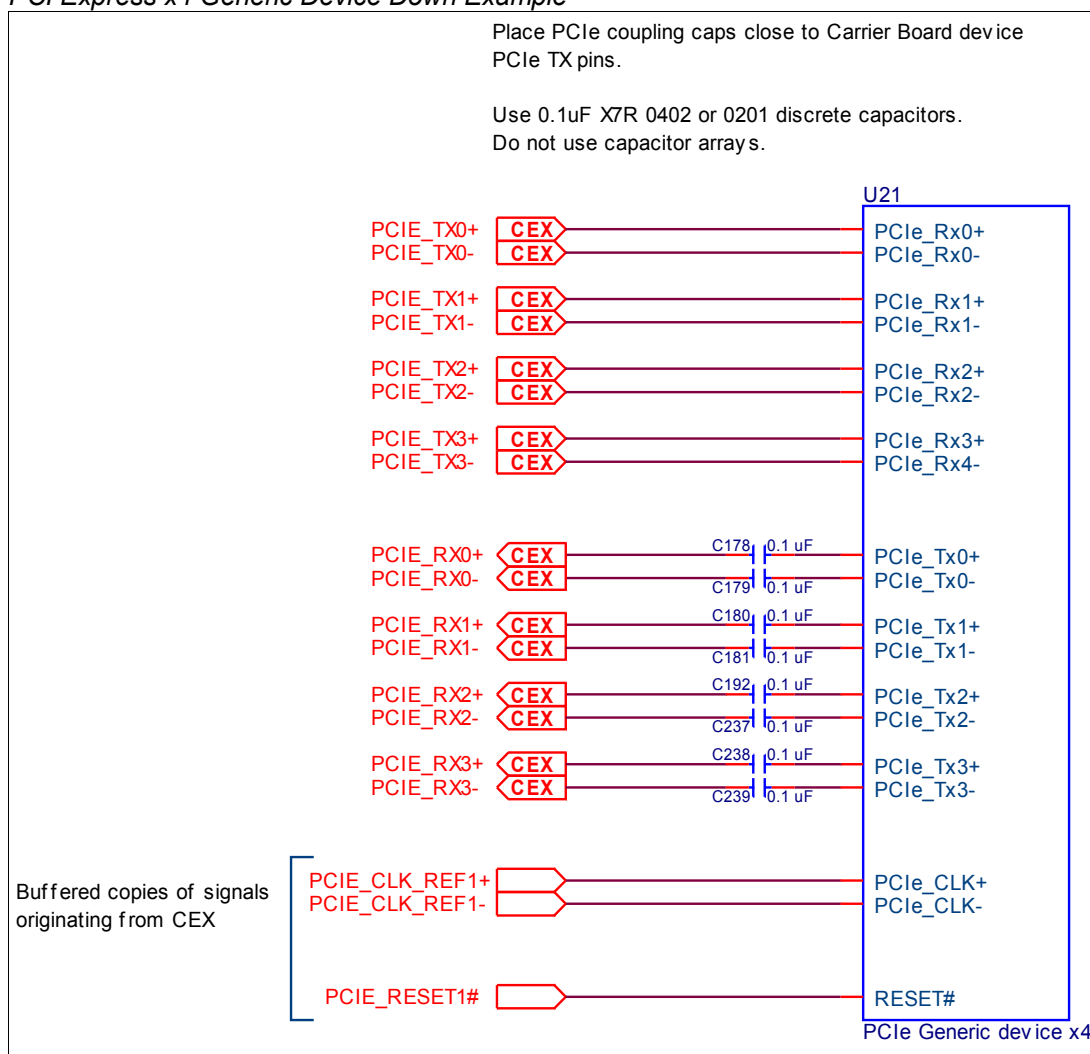 PCI Express x4 Generic Device Down Example
Place PCIe coupling caps close to Carrier Board device
PCIe TX pins.
Use 0.1uF X7R 0402 or 0201 discrete capacitors.
Do not use capacitor arrays.
U21
PCIE_TX0+ CEX PCIe_Rx0+
PCIE_TX0- CEX PCIe_Rx0-
PCIE_TX1+ CEX PCIe_Rx1+
PCIE_TX1- CEX PCIe_Rx1-
PCIE_TX2+ CEX PCIe_Rx2+
PCIE_TX2- CEX PCIe_Rx2-
PCIE_TX3+ CEX PCIe_Rx3+
PCIE_TX3- CEX PCIe_Rx4-
PCIE_RX0+ CEX C178 0.1 uF PCIe_Tx0+
PCIE_RX0- CEX C179 0.1 uF PCIe_Tx0-
PCIE_RX1+ CEX C180 0.1 uF PCIe_Tx1+
PCIE_RX1- CEX C181 0.1 uF PCIe_Tx1-
PCIE_RX2+ CEX C192 0.1 uF PCIe_Tx2+
PCIE_RX2- CEX C237 0.1 uF PCIe_Tx2-
PCIE_RX3+ CEX C238 0.1 uF PCIe_Tx3+
PCIE_RX3- CEX C239 0.1 uF PCIe_Tx3-
Buffered copies of signals
originating from CEX
PCIE_CLK_REF1+ PCIe_CLK+
PCIE_CLK_REF1- PCIe_CLK-
PCIE_RESET1# RESET#
PCIe Generic device x4